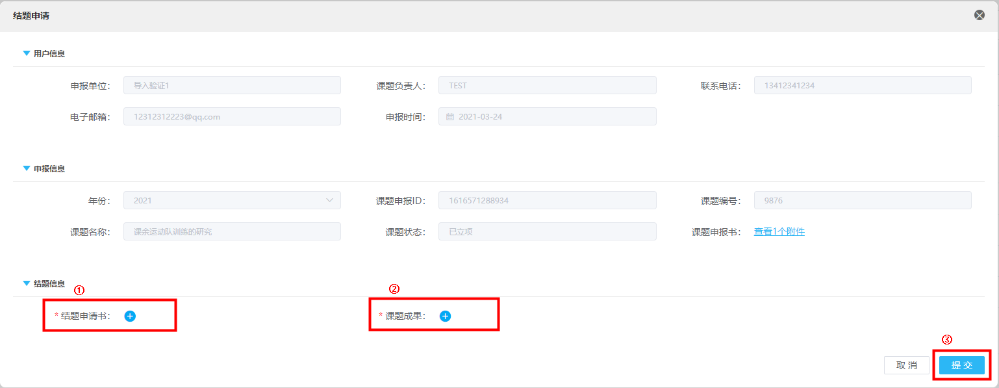 结题申请
用户信息
申报单位： 导入验证1 课题负责人： TEST 联系电话： 13412341234
电子邮箱： 12312312223@qq.com 申报时间： 2021-03-24
申报信息
年份： 2021 课题申报ID： 1616571288934 课题编号： 9876
课题名称： 课余运动队训练的研究 课题状态： 已立项 课题申报书： 查看1个附件
结题信息
① ②
* 结题申请书： * 课题成果：
③
取 消 提 交